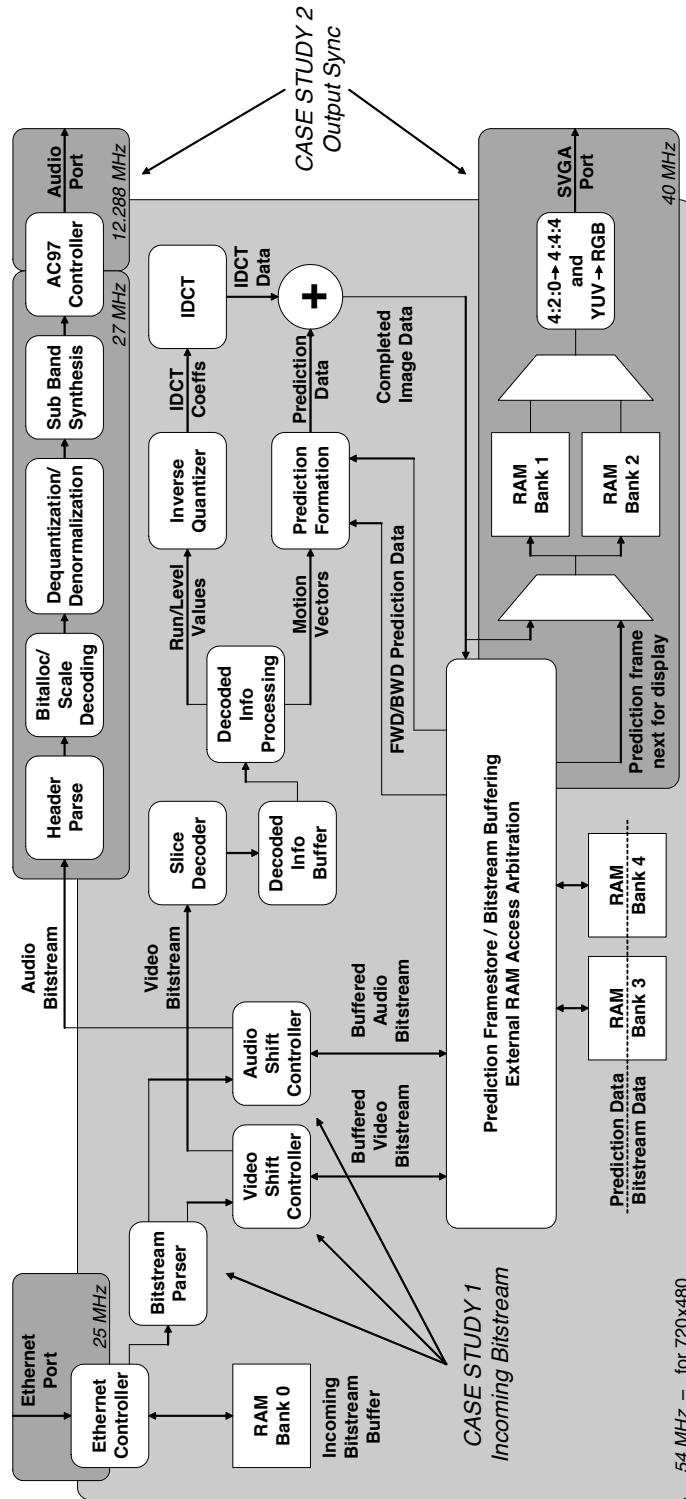 Ethernet
Port
25 MHz
Ethernet
Controller
RAM
Bank 0
Incoming
Bitstream
Buffer
Bitstream
Parser
Video
Shift
Controller
Audio
Shift
Controller
Buffered
Video
Bitstream
Buffered
Audio
Bitstream
CASE STUDY 1
Incoming Bitstream
Audio
Bitstream
Video
Bitstream
Header
Parse
Bitalloc/
Scale
Decoding
Dequantization/
Denormalization
Sub Band
Synthesis
27 MHz
AC97
Controller
Audio
Port
12.288 MHz
Slice
Decoder
Decoded
Info
Buffer
Decoded
Info
Processing
Run/Level
Values
Motion
Vectors
Inverse
Quantizer
IDCT
Coeffs
IDCT
IDCT
Data
Prediction
Formation
Prediction
Data
+
Completed
Image Data
FWD/BWD Prediction Data
CASE STUDY 2
Output Sync
Prediction Framestore / Bitstream Buffering
External RAM Access Arbitration
RAM
Bank 3
RAM
Bank 4
Prediction Data
Bitstream Data
Prediction frame
next for display
RAM
Bank 1
RAM
Bank 2
4:2:0→ 4:4:4
and
YUV→ RGB
SVGA
Port
40 MHz
54 MHz – for 720x480